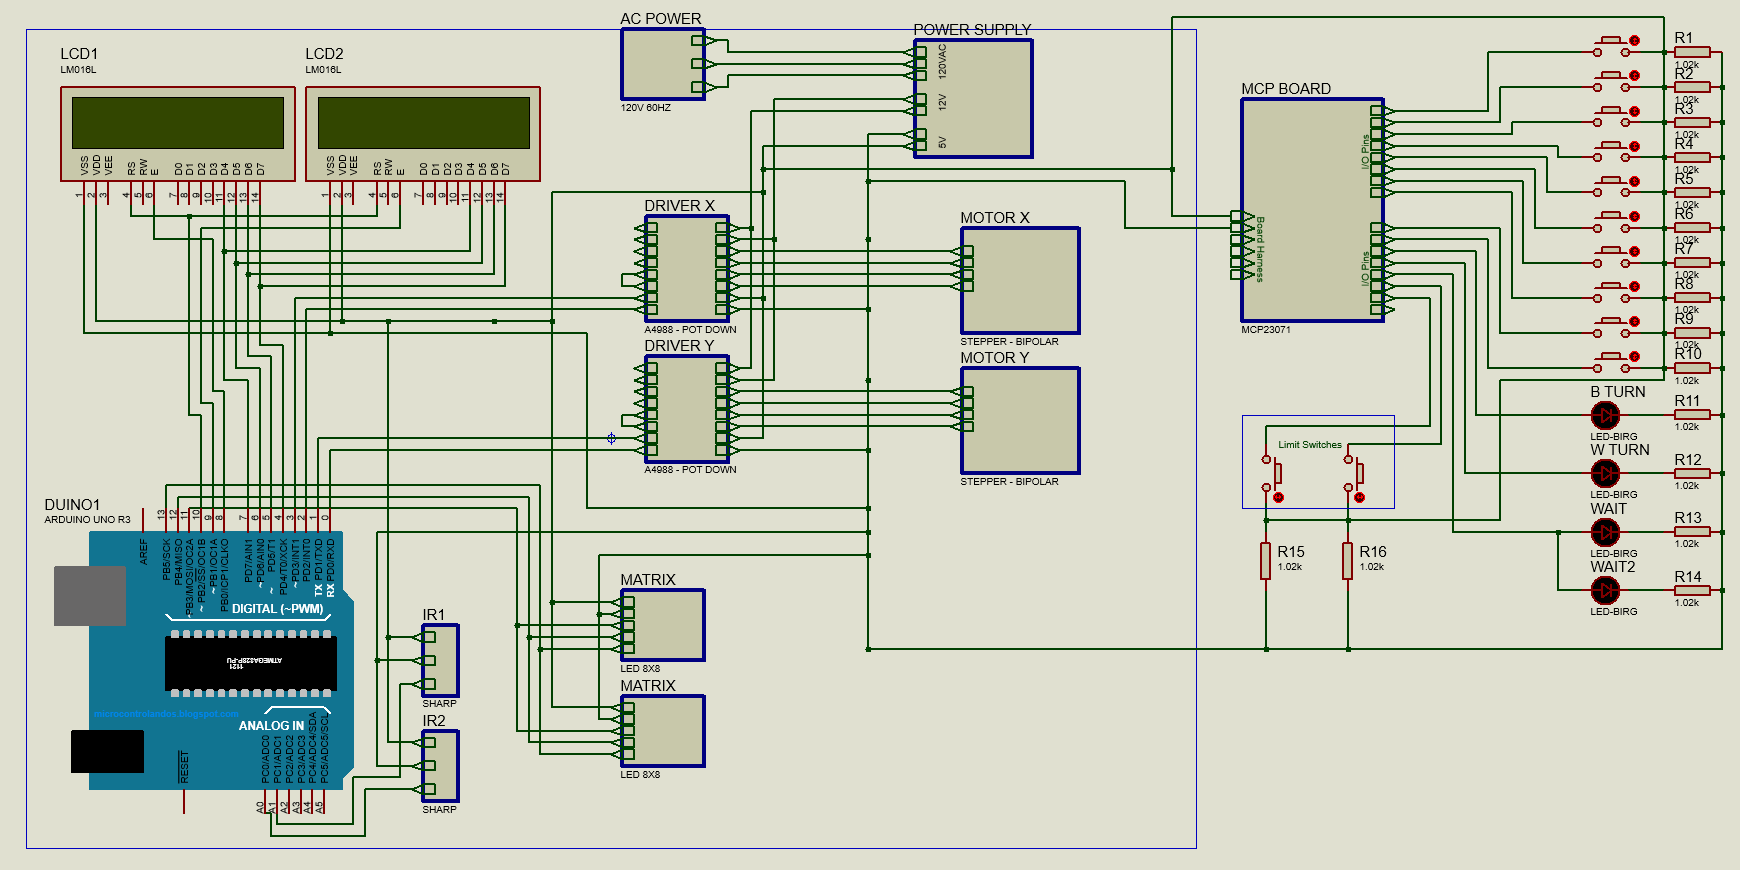 AC POWER
120V 60HZ
POWER SUPPLY
120VAC
12V
5V
LCD1
LM016L
VSS
VDD
VEE
RS
RW
E
D0
D1
D2
D3
D4
D5
D6
D7
1
2
3
4
5
6
7
8
9
10
11
12
13
14
LCD2
LM016L
VSS
VDD
VEE
RS
RW
E
D0
D1
D2
D3
D4
D5
D6
D7
1
2
3
4
5
6
7
8
9
10
11
12
13
14
DRIVER X
A4988 - POT DOWN
DRIVER Y
A4988 - POT DOWN
MOTOR X
STEPPER - BIPOLAR
MOTOR Y
STEPPER - BIPOLAR
MCP BOARD
I/O Pins
Board Harness
I/O Pins
MCP23071
R1
1.02k
R2
1.02k
R3
1.02k
R4
1.02k
R5
1.02k
R6
1.02k
R7
1.02k
R8
1.02k
R9
1.02k
R10
1.02k
B TURN
LED-BIRG
R11
1.02k
W TURN
LED-BIRG
R12
1.02k
WAIT
LED-BIRG
R13
1.02k
WAIT2
LED-BIRG
R14
1.02k
Limit Switches
R15
1.02k
R16
1.02k
DUINO1
ARDUINO UNO R3
13
12
11
10
9
8
7
6
5
4
3
2
1
0
AREF
PB5/SCK
PB4/MISO
~PB3/MOSI/OC2A
~ PB2/SS/OC1B
~ PB1/OC1A
PB0/ICP1/CLKO
PD7/AIN1
~ PD6/AIN0
~ PD5/T1
PD4/T0/XCK
~ PD3/INT1
PD2/INT0
TX PD1/TXD
RX PD0/RXD
DIGITAL (~PWM)
1121
ATMEGA328P-PU
microcontrolandos.blogspot.com
ANALOG IN
RESET
PC0/ADC0
PC1/ADC1
PC2/ADC2
PC3/ADC3
PC4/ADC4/SDA
PC5/ADC5/SCL
A0
A1
A2
A3
A4
A5
IR1
SHARP
IR2
SHARP
MATRIX
LED 8X8
MATRIX
LED 8X8